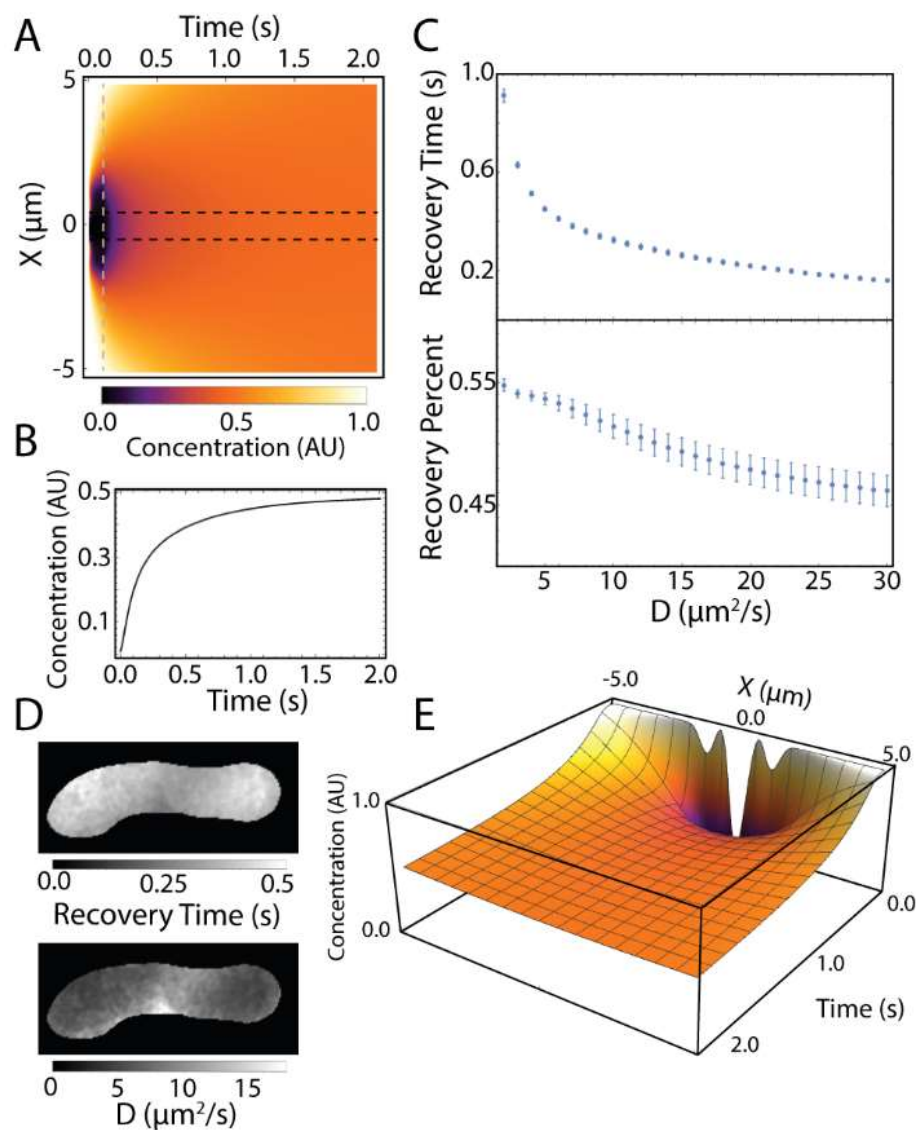 A
Time (s)
0.0 0.5 1.0 1.5 2.0
X (μm)
5
0
-5
0.0 0.5 1.0
Concentration (AU)
B
Concentration (AU)
0.5
0.3
0.1
0.0 0.5 1.0 1.5 2.0
Time (s)
C
Recovery Time (s)
1.0
0.6
0.2
Recovery Percent
0.55
0.45
5 10 15 20 25 30
D (μm²/s)
D
0.0 0.25 0.5
Recovery Time (s)
0 5 10 15
D (μm²/s)
E
-5.0
X (μm)
0.0
5.0
Concentration (AU)
1.0
0.0
0.0
1.0
Time (s)
2.0